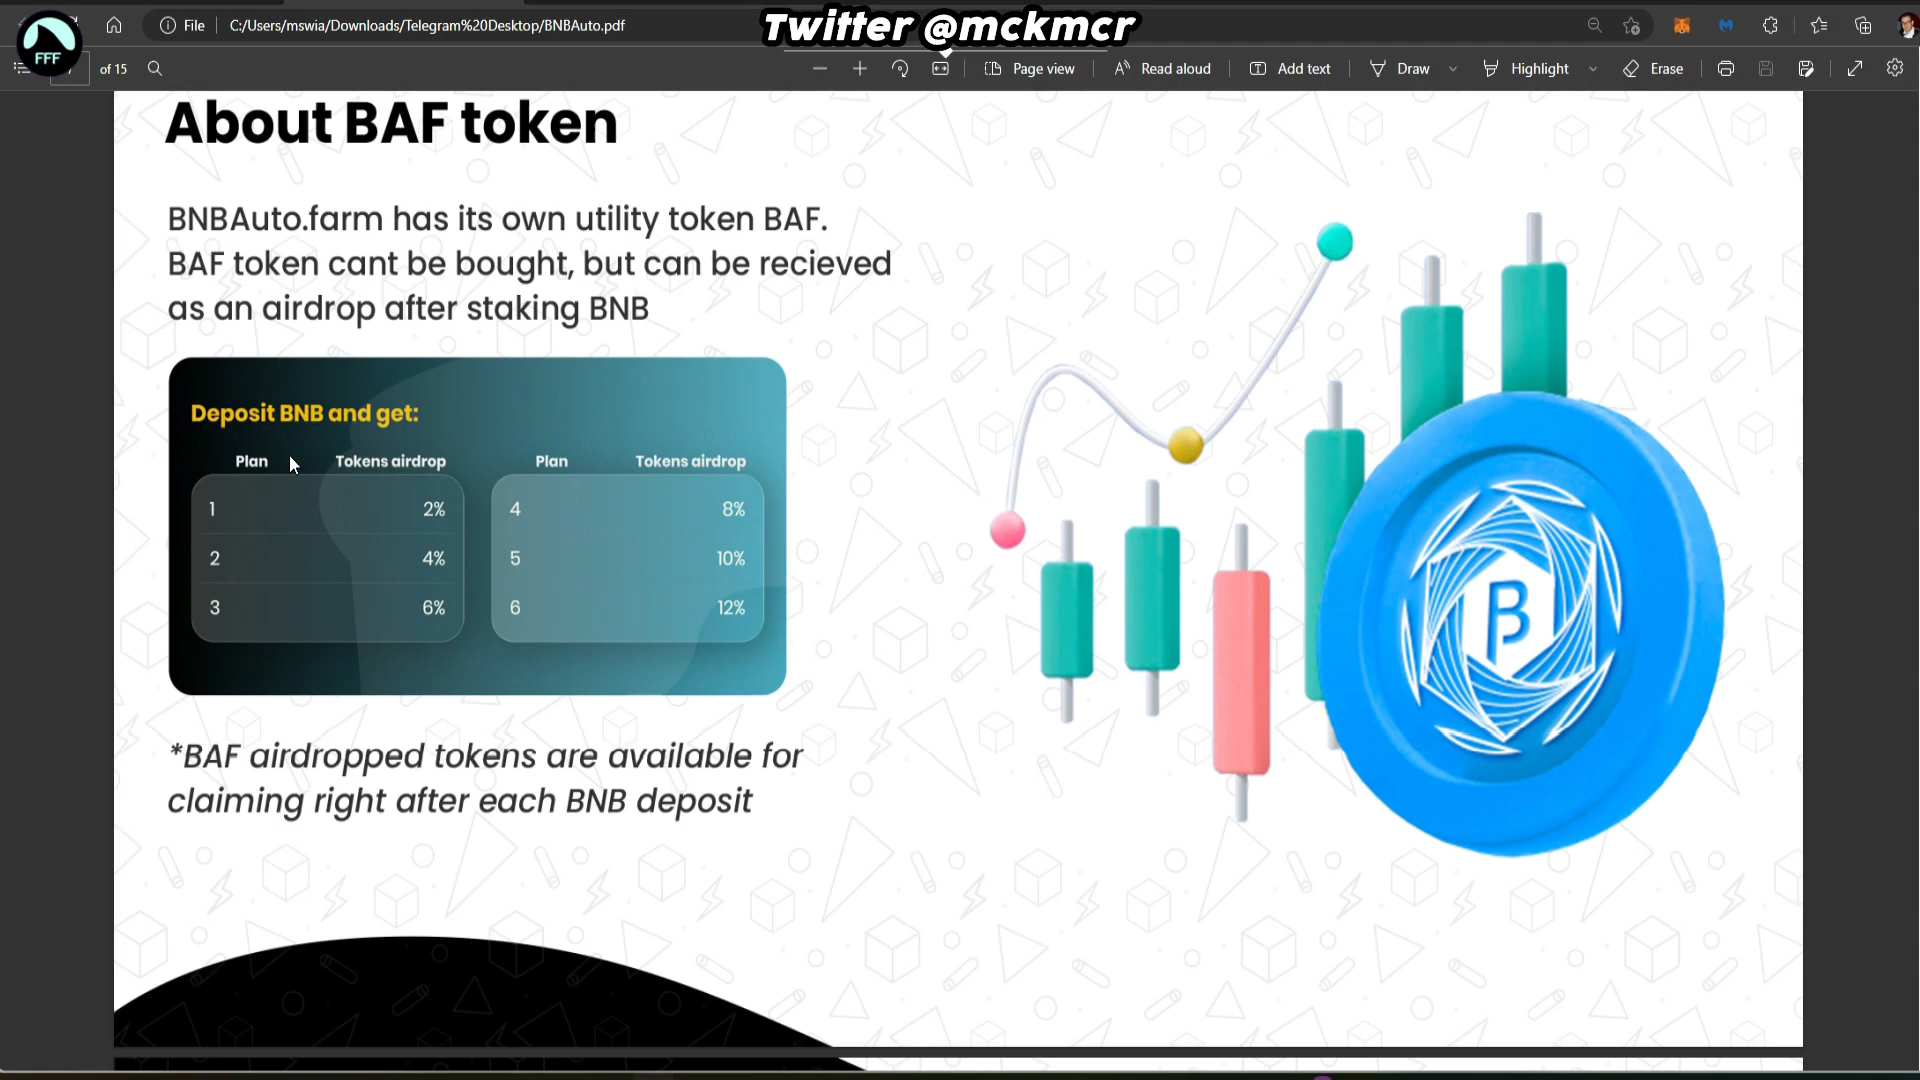 Twitter @mckmcr
FFF
File
C:/Users/mswia/Downloads/Telegram%20Desktop/BNBAuto.pdf
of 15
Page view
Read aloud
Add text
Draw
Highlight
Erase
About BAF token
BNBAuto.farm has its own utility token BAF.
BAF token cant be bought, but can be recieved
as an airdrop after staking BNB
Deposit BNB and get:
Plan Tokens airdrop Plan Tokens airdrop
1 2% 4 8%
2 4% 5 10%
3 6% 6 12%
*BAF airdropped tokens are available for
claiming right after each BNB deposit